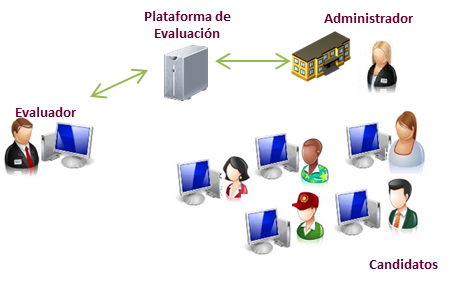 Plataforma de
Evaluación
Administrador
Evaluador
Candidatos